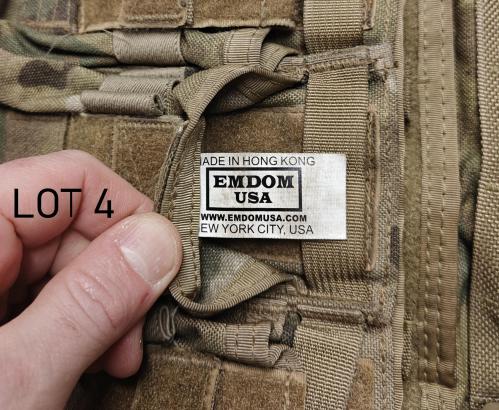 LOT 4
ADE IN HONG KONG
EMDOM
USA
WWW.EMDOMUSA.COM
EW YORK CITY, USA